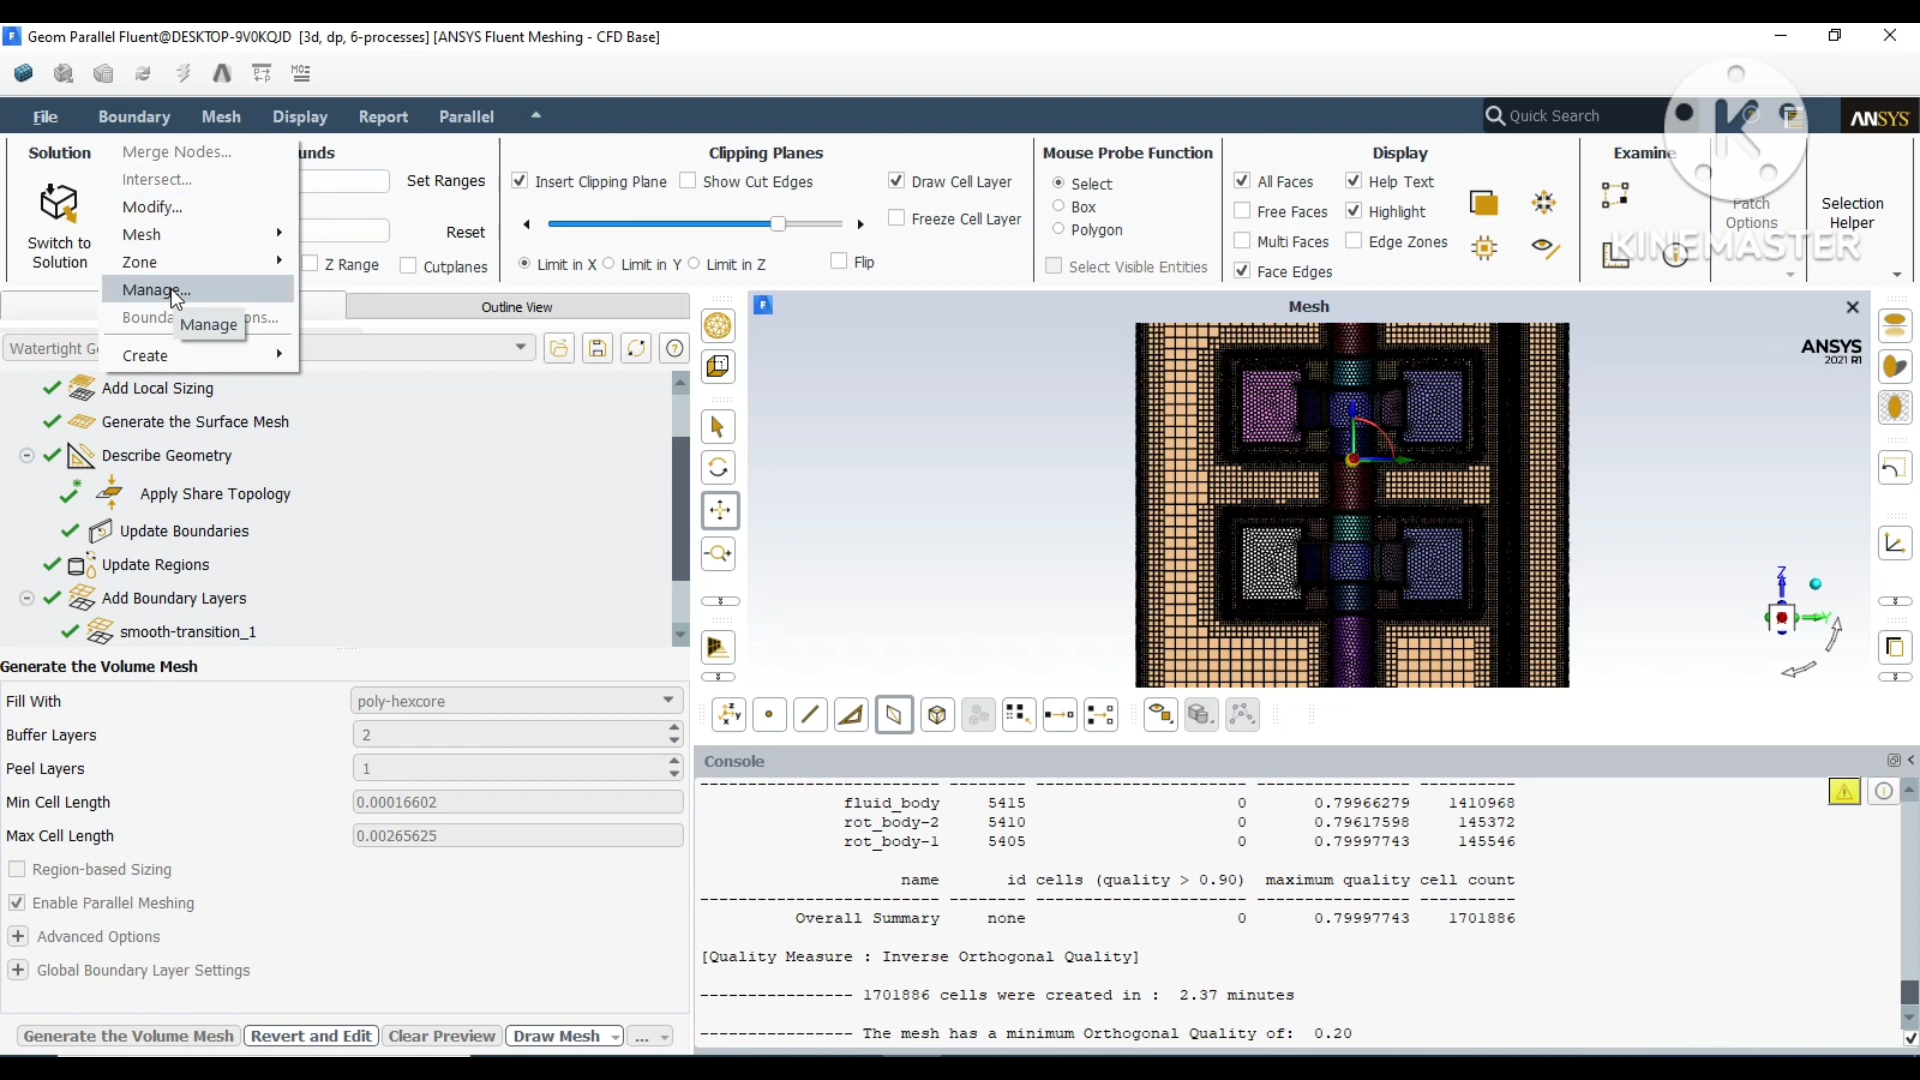 Geom Parallel Fluent@DESKTOP-9V0KQJD [3d, dp, 6-processes] [ANSYS Fluent Meshing - CFD Base]
File Boundary Mesh Display Report Parallel
Quick Search
ANSYS
Solution
Switch to
Solution
Merge Nodes...
Intersect...
Modify...
Mesh
Zone
Manage...
Manage
Create
unds
Set Ranges
Reset
Z Range Cutplanes
Clipping Planes
Insert Clipping Plane Show Cut Edges Draw Cell Layer
Freeze Cell Layer
Limit in X Limit in Y Limit in Z Flip
Mouse Probe Function
Select
Box
Polygon
Select Visible Entities
Display
All Faces Help Text
Free Faces Highlight
Multi Faces Edge Zones
Face Edges
Examine
Patch
Options
Selection
Helper
KINEMASTER
Outline View
Watertight Ge
Add Local Sizing
Generate the Surface Mesh
Describe Geometry
Apply Share Topology
Update Boundaries
Update Regions
Add Boundary Layers
smooth-transition_1
Generate the Volume Mesh
Fill With poly-hexcore
Buffer Layers 2
Peel Layers 1
Min Cell Length 0.00016602
Max Cell Length 0.00265625
Region-based Sizing
Enable Parallel Meshing
Advanced Options
Global Boundary Layer Settings
Generate the Volume Mesh Revert and Edit Clear Preview Draw Mesh ...
Mesh
ANSYS
2021 R1
Z
Y
Console
fluid_body 5415 0 0.79966279 1410968
rot_body-2 5410 0 0.79617598 145372
rot_body-1 5405 0 0.79997743 145546
name id cells (quality > 0.90) maximum quality cell count
Overall Summary none 0 0.79997743 1701886
[Quality Measure : Inverse Orthogonal Quality]
---------------- 1701886 cells were created in : 2.37 minutes
---------------- The mesh has a minimum Orthogonal Quality of: 0.20